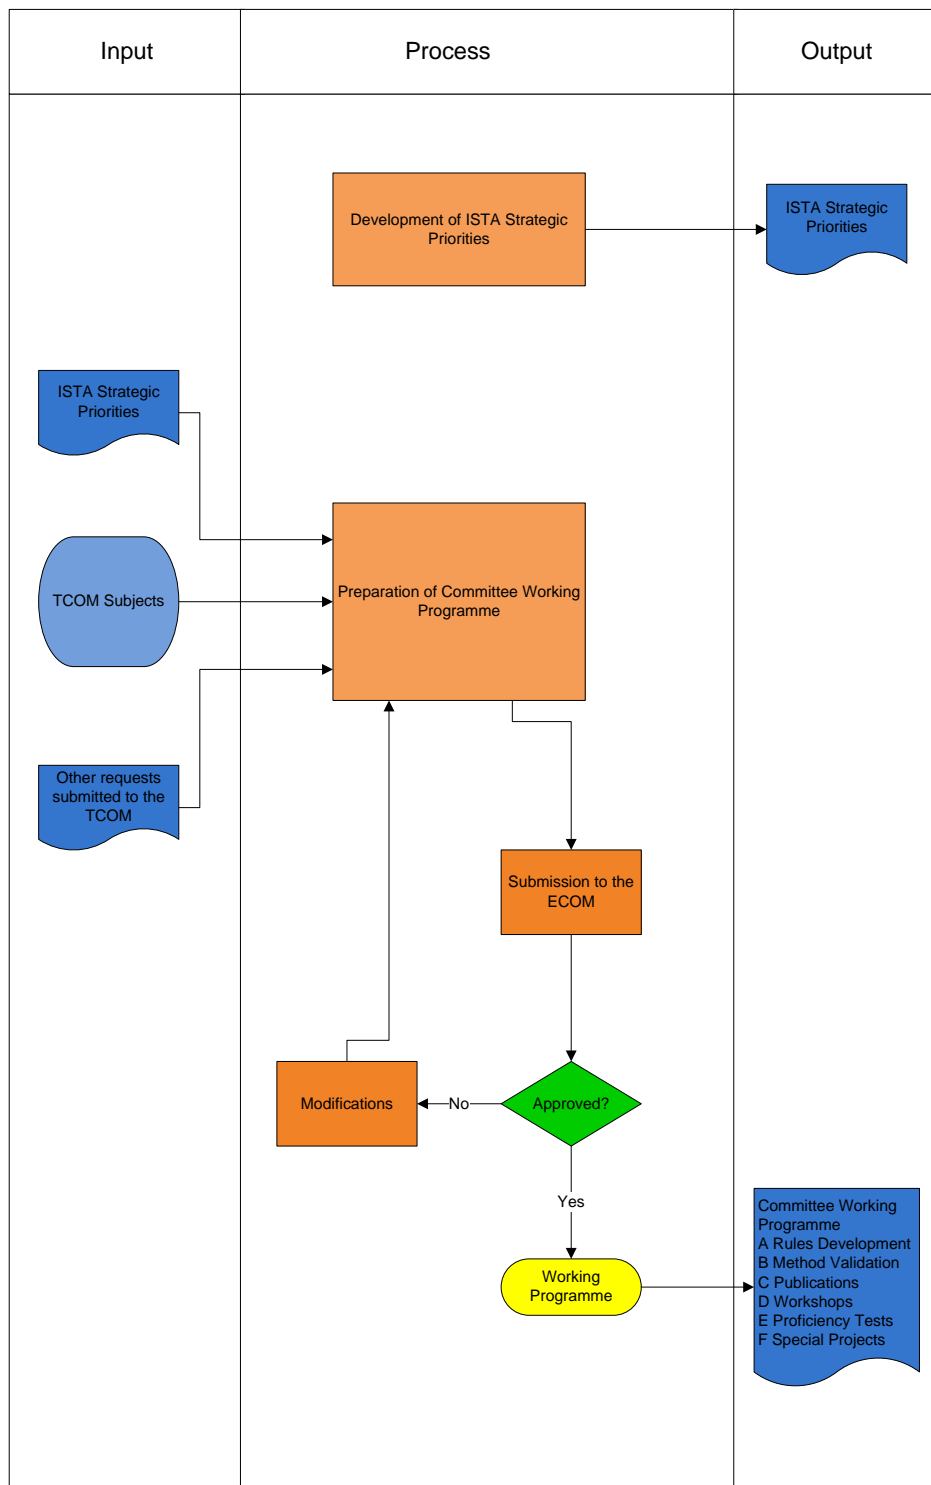 Input
Process
Output
Development of ISTA Strategic
Priorities
ISTA Strategic
Priorities
ISTA Strategic
Priorities
TCOM Subjects
Preparation of Committee Working
Programme
Other requests
submitted to the
TCOM
Submission to the
ECOM
Modifications
No
Approved?
Yes
Working
Programme
Committee Working
Programme
A Rules Development
B Method Validation
C Publications
D Workshops
E Proficiency Tests
F Special Projects